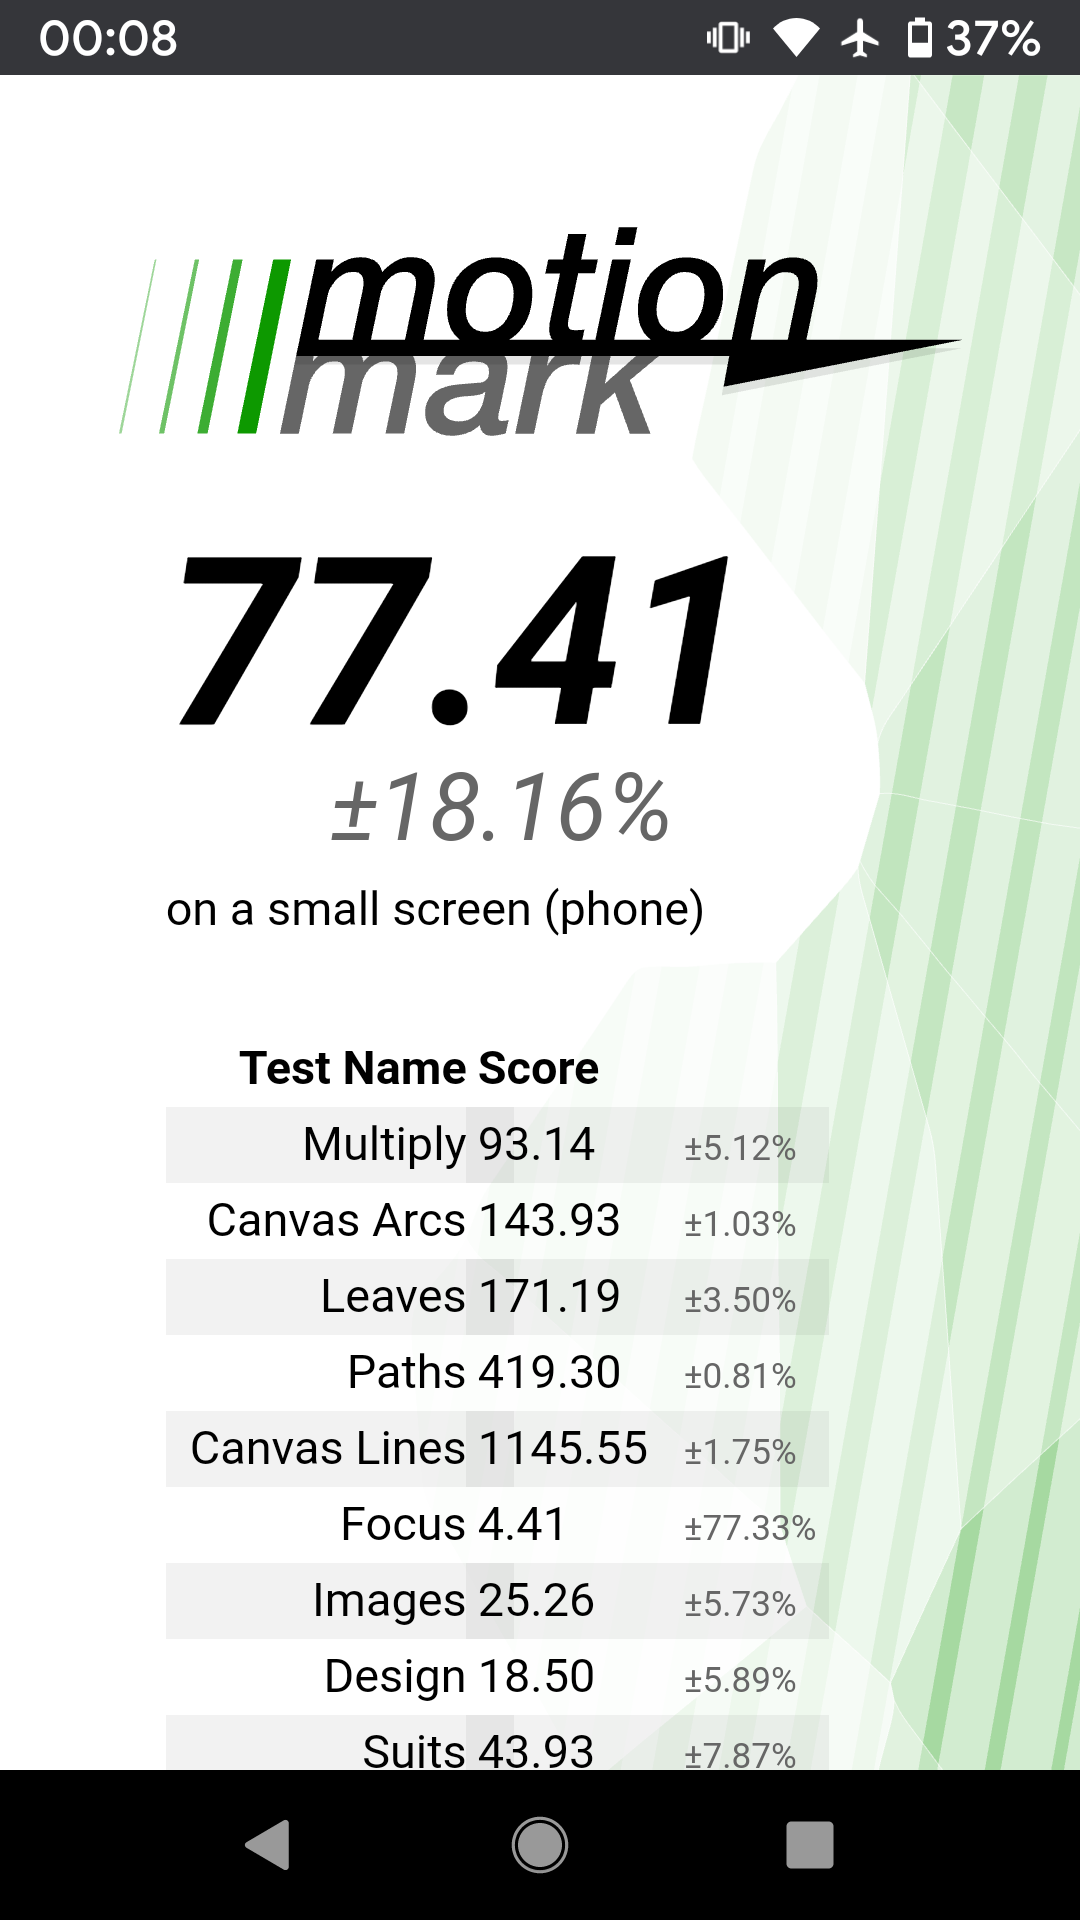 00:08 37%
motion
mark
77.41
±18.16%
on a small screen (phone)
Test Name Score
Multiply 93.14 ±5.12%
Canvas Arcs 143.93 ±1.03%
Leaves 171.19 ±3.50%
Paths 419.30 ±0.81%
Canvas Lines 1145.55 ±1.75%
Focus 4.41 ±77.33%
Images 25.26 ±5.73%
Design 18.50 ±5.89%
Suits 43.93 ±7.87%